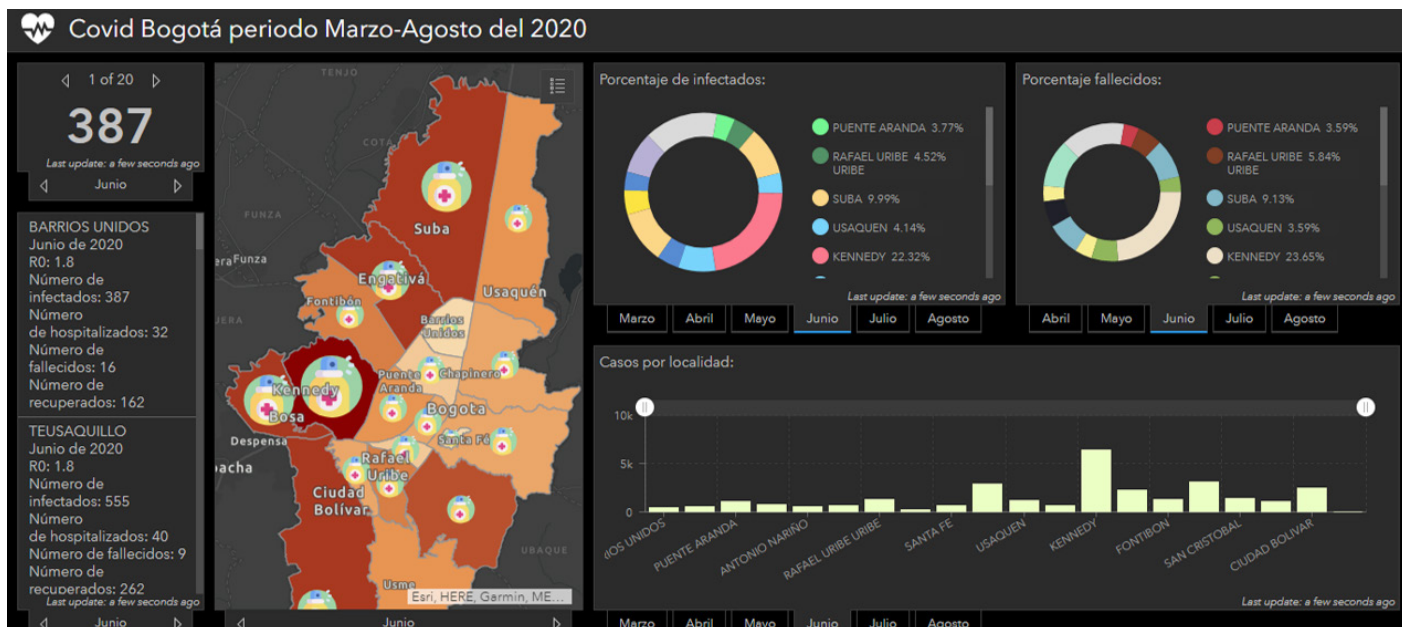 Covid Bogotá periodo Marzo-Agosto del 2020
1 of 20
387
Last update: a few seconds ago
Junio
BARRIOS UNIDOS
Junio de 2020
R0: 1.8
Número de
infectados: 387
Número
de hospitalizados: 32
Número de
fallecidos: 16
Número de
recuperados: 162
TEUSAQUILLO
Junio de 2020
R0: 1.8
Número de
infectados: 555
Número
de hospitalizados: 40
Número de fallecidos: 9
Número de
recuperados: 262
Last update: a few seconds ago
Junio
TENJO
COTA
FUNZA
Suba
Funza
Engativá
Usaquén
Fontibón
Barrios
Unidos
Puente
Aranda
Chapinero
Kennedy
Bosa
Bogota
Despensa
Santa Fé
Rafael
Uribe
Ciudad
Bolívar
UBAQUE
Usme
Esri, HERE, Garmin, ME...
Junio
Porcentaje de infectados:
PUENTE ARANDA 3.77%
RAFAEL URIBE 4.52%
URIBE
SUBA 9.99%
USAQUEN 4.14%
KENNEDY 22.32%
Last update: a few seconds ago
Marzo Abril Mayo Junio Julio Agosto
Porcentaje fallecidos:
PUENTE ARANDA 3.59%
RAFAEL URIBE 5.84%
URIBE
SUBA 9.13%
USAQUEN 3.59%
KENNEDY 23.65%
Last update: a few seconds ago
Abril Mayo Junio Julio Agosto
Casos por localidad:
10k
5k
0
UNIDOS
PUENTE ARANDA
ANTONIO NARIÑO
RAFAEL URIBE URIBE
SANTA FE
USAQUEN
KENNEDY
FONTIBON
SAN CRISTOBAL
CIUDAD BOLIVAR
Last update: a few seconds ago
Marzo Abril Mayo Junio Julio Agosto